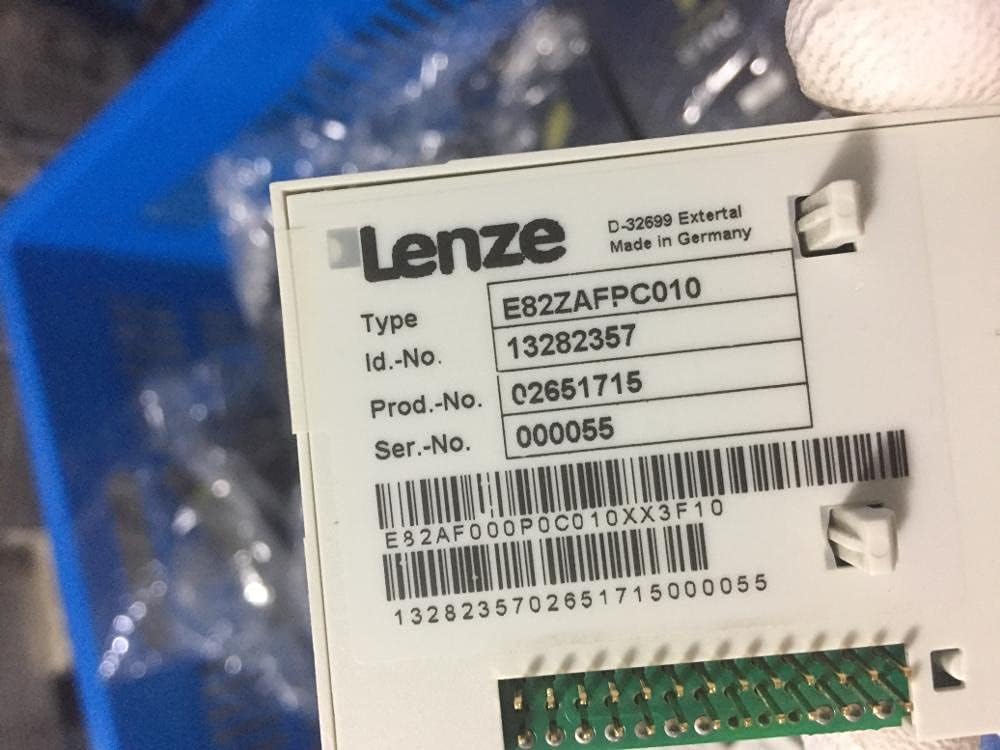 Lenze
D-32699 Extertal
Made in Germany
Type E82ZAFPC010
Id.-No. 13282357
Prod.-No. 02651715
Ser.-No. 000055
E82AF000P0C010XX3F10
1328235702651715000055